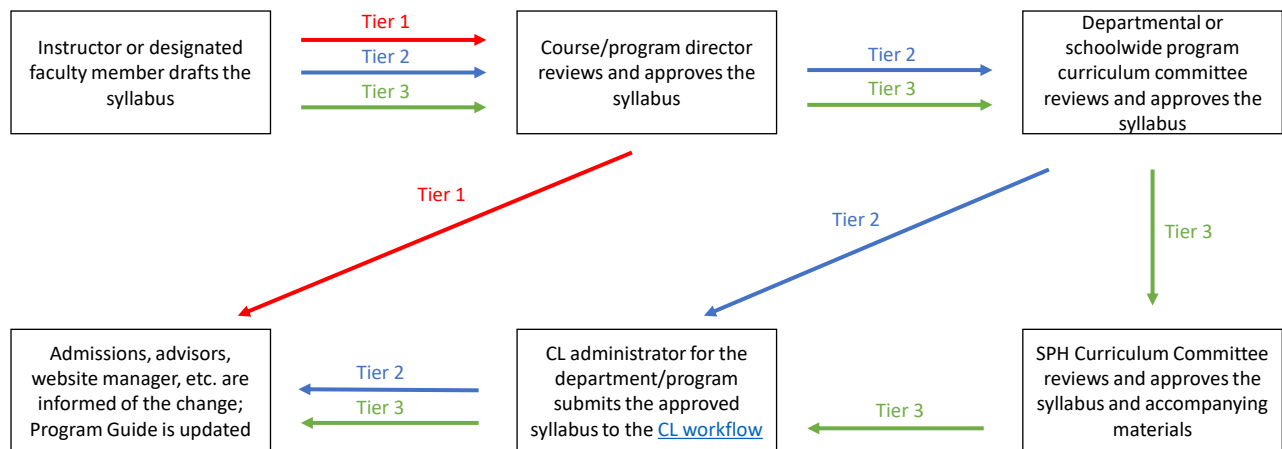 Instructor or designated
faculty member drafts the
syllabus
Tier 1
Tier 2
Tier 3
Course/program director
reviews and approves the
syllabus
Tier 2
Tier 3
Departmental or
schoolwide program
curriculum committee
reviews and approves the
syllabus
Tier 1
Tier 2
Tier 3
Admissions, advisors,
website manager, etc. are
informed of the change;
Program Guide is updated
Tier 2
Tier 3
CL administrator for the
department/program
submits the approved
syllabus to the CL workflow
Tier 3
SPH Curriculum Committee
reviews and approves the
syllabus and accompanying
materials